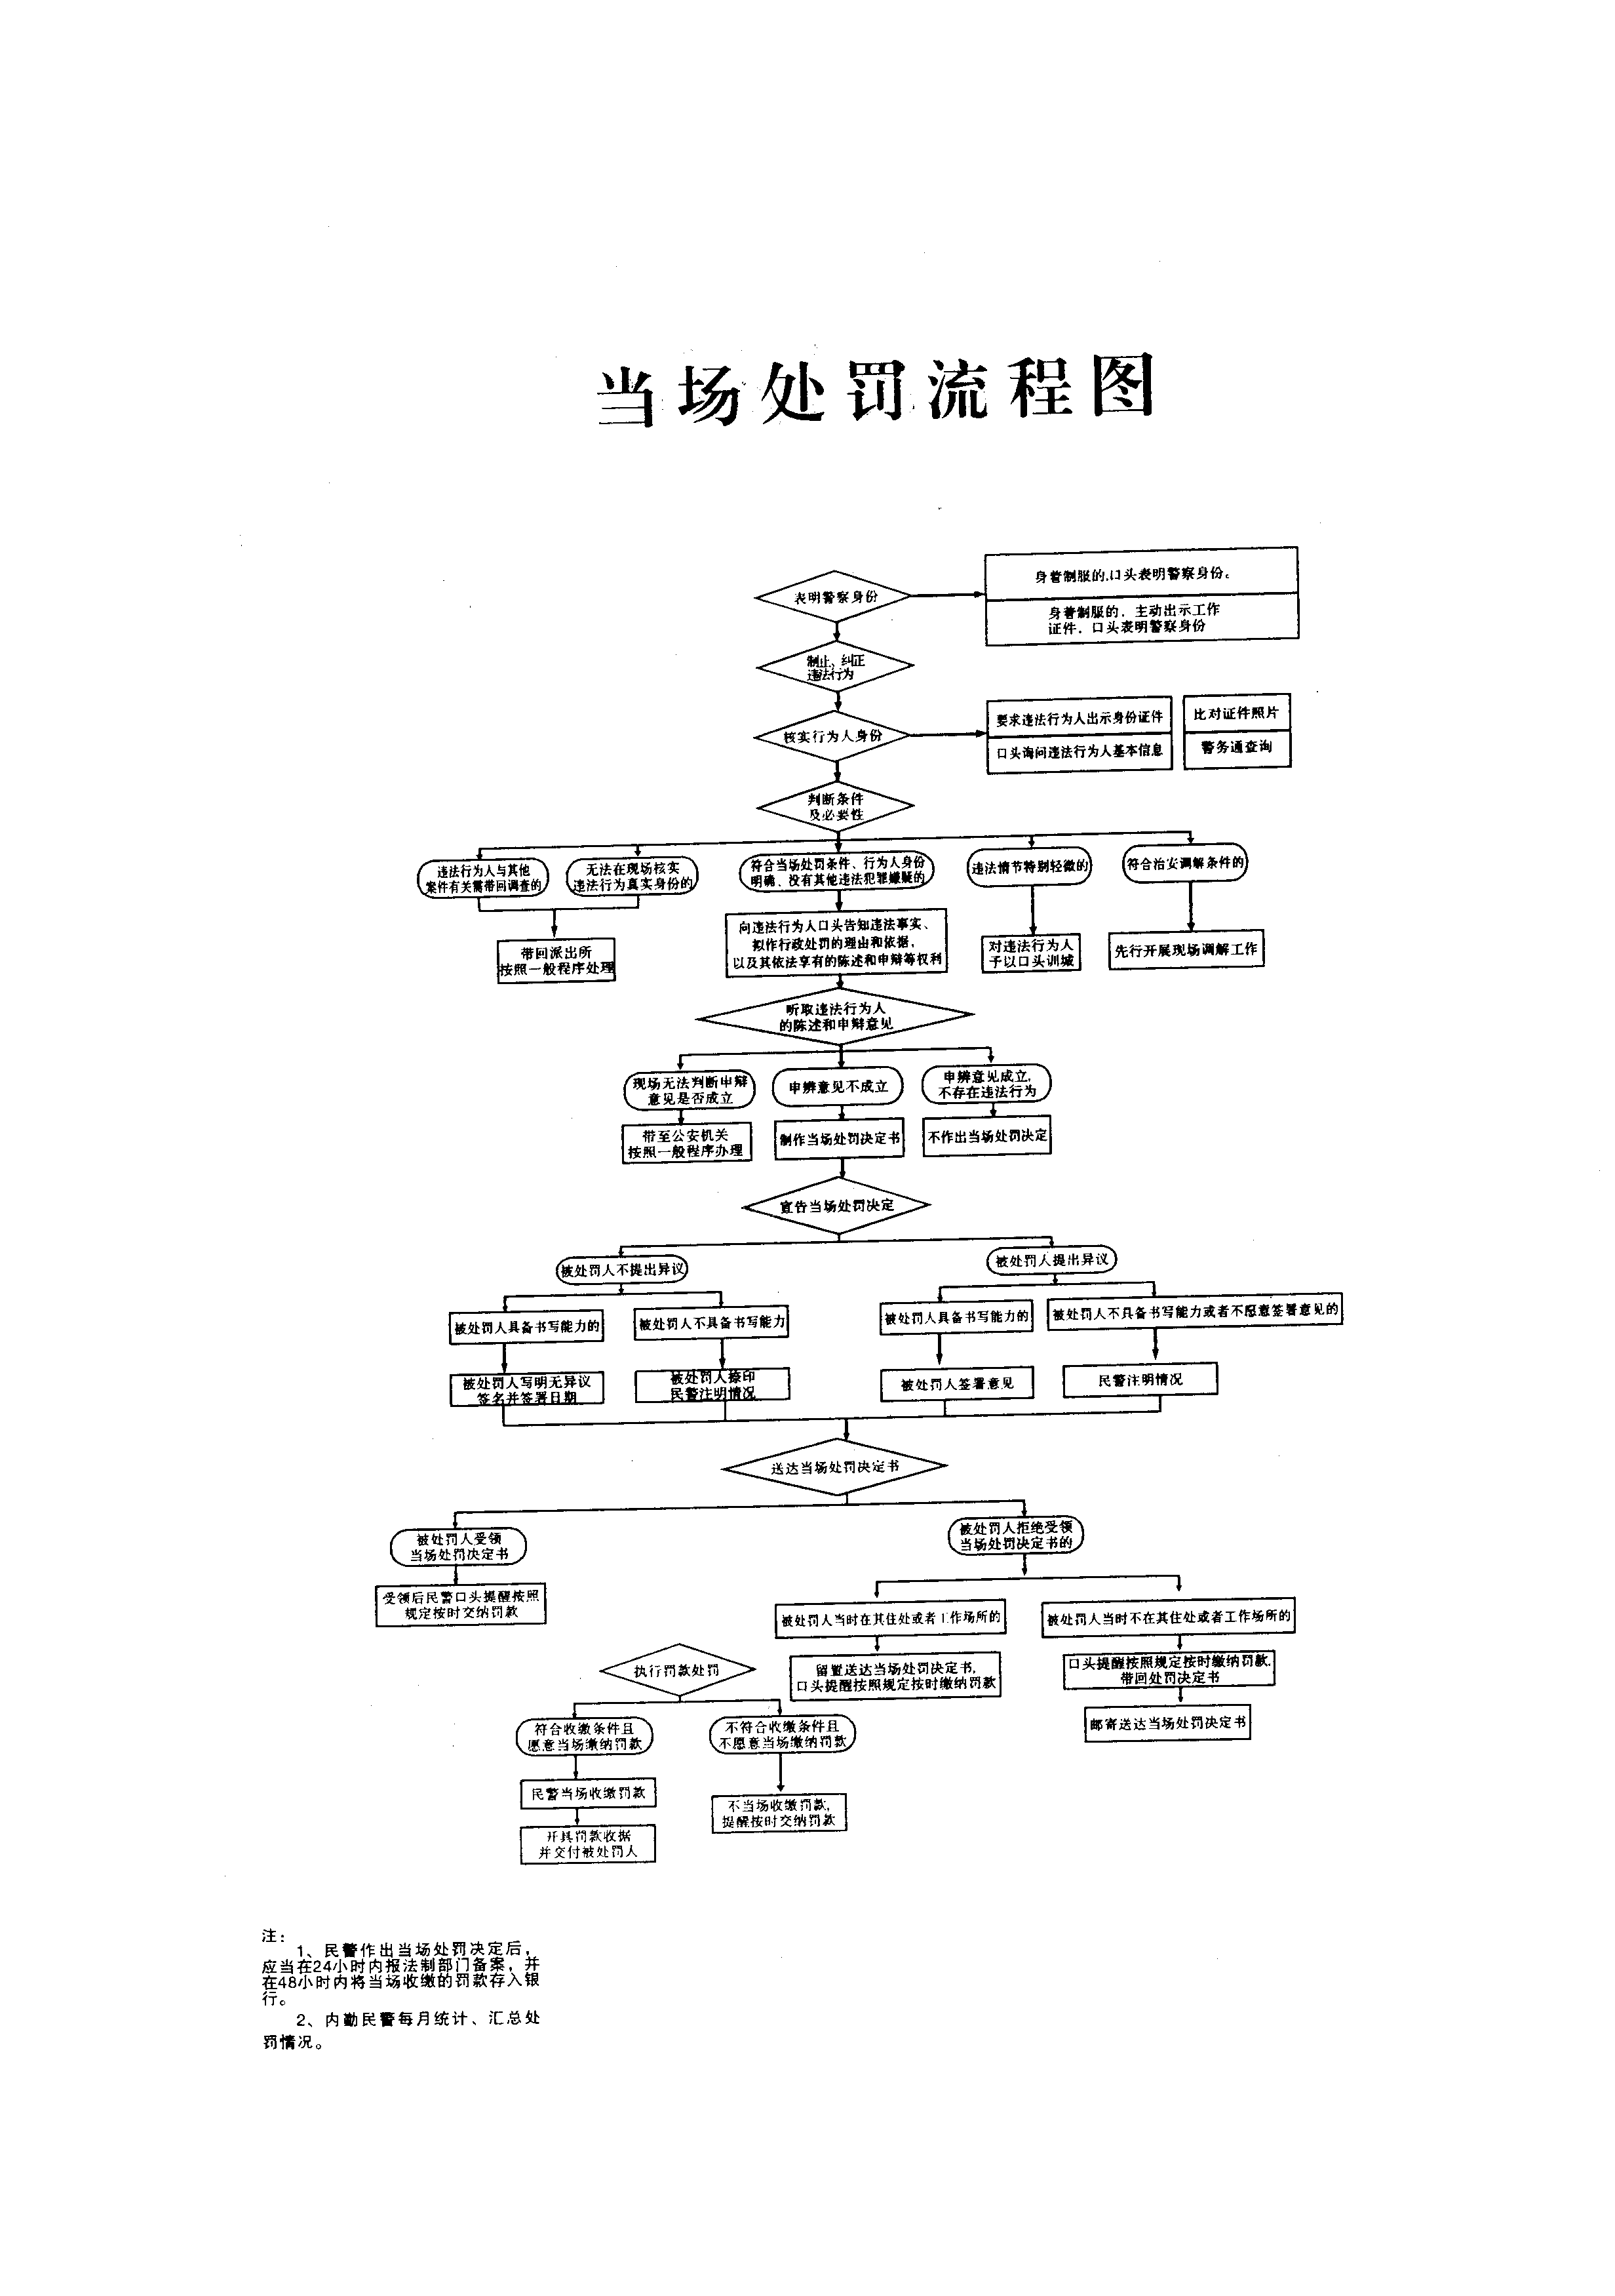 当场处罚流程图
表明警察身份
身着制服的,口头表明警察身份。
身着制服的，主动出示工作
证件，口头表明警察身份
制止、纠正
违法行为
核实行为人身份
要求违法行为人出示身份证件
口头询问违法行为人基本信息
比对证件照片
警务通查询
判断条件
及必要性
违法行为人与其他
案件有关需带回调查的
无法在现场核实
违法行为真实身份的
符合当场处罚条件、行为人身份
明确、没有其他违法犯罪嫌疑的
违法情节特别轻微的
符合治安调解条件的
带回派出所
按照一般程序处理
向违法行为人口头告知违法事实、
拟作行政处罚的理由和依据，
以及其依法享有的陈述和申辩等权利
对违法行为人
予以口头训诫
先行开展现场调解工作
听取违法行为人
的陈述和申辩意见
现场无法判断申辩
意见是否成立
申辨意见不成立
申辨意见成立,
不存在违法行为
带至公安机关
按照一般程序办理
制作当场处罚决定书
不作出当场处罚决定
宣告当场处罚决定
被处罚人不提出异议
被处罚人提出异议
被处罚人具备书写能力的
被处罚人不具备书写能力
被处罚人具备书写能力的
被处罚人不具备书写能力或者不愿意签署意见的
被处罚人写明无异议
签名并签署日期
被处罚人捺印
民警注明情况
被处罚人签署意见
民警注明情况
送达当场处罚决定书
被处罚人受领
当场处罚决定书
被处罚人拒绝受领
当场处罚决定书的
受领后民警口头提醒按照
规定按时交纳罚款
被处罚人当时在其住处或者工作场所的
被处罚人当时不在其住处或者工作场所的
留置送达当场处罚决定书,
口头提醒按照规定按时缴纳罚款
口头提醒按照规定按时缴纳罚款,
带回处罚决定书
邮寄送达当场处罚决定书
执行罚款处罚
符合收缴条件且
愿意当场缴纳罚款
不符合收缴条件且
不愿意当场缴纳罚款
民警当场收缴罚款
不当场收缴罚款,
提醒按时交纳罚款
开具罚款收据
并交付被处罚人
注：
1、民警作出当场处罚决定后，
应当在24小时内报法制部门备案，并
在48小时内将当场收缴的罚款存入银
行。
2、内勤民警每月统计、汇总处
罚情况。